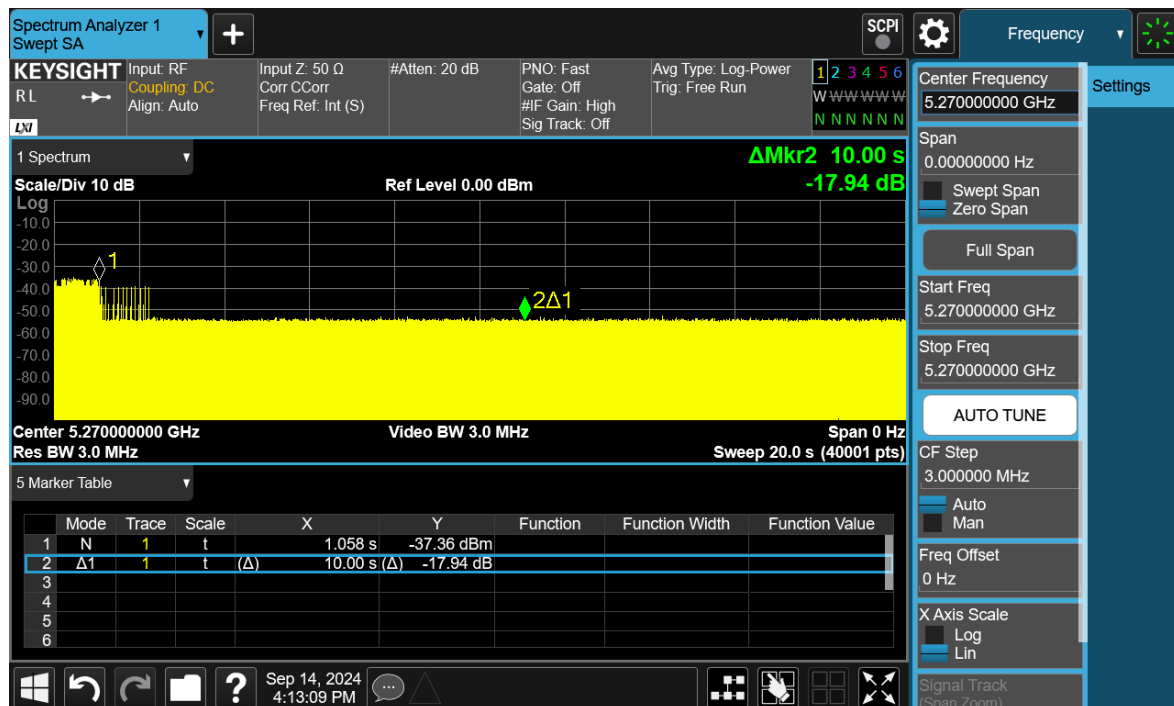 Spectrum Analyzer 1
Swept SA
SCPI
Frequency
KEYSIGHT
RL
LXI
Input: RF
Coupling: DC
Align: Auto
Input Z: 50 Ω
Corr CCorr
Freq Ref: Int (S)
#Atten: 20 dB
PNO: Fast
Gate: Off
#IF Gain: High
Sig Track: Off
Avg Type: Log-Power
Trig: Free Run
1 2 3 4 5 6
W W W W W W
N N N N N N
1 Spectrum
ΔMkr2 10.00 s
-17.94 dB
Scale/Div 10 dB
Ref Level 0.00 dBm
Log
-10.0
-20.0
-30.0
-40.0
-50.0
-60.0
-70.0
-80.0
-90.0
1
2Δ1
Center 5.270000000 GHz
Video BW 3.0 MHz
Span 0 Hz
Res BW 3.0 MHz
Sweep 20.0 s (40001 pts)
5 Marker Table
Mode Trace Scale X Y Function Function Width Function Value
1 N 1 t 1.058 s -37.36 dBm
2 Δ1 1 t (Δ) 10.00 s (Δ) -17.94 dB
3
4
5
6
Sep 14, 2024
4:13:09 PM
Center Frequency
5.270000000 GHz
Settings
Span
0.00000000 Hz
Swept Span
Zero Span
Full Span
Start Freq
5.270000000 GHz
Stop Freq
5.270000000 GHz
AUTO TUNE
CF Step
3.000000 MHz
Auto
Man
Freq Offset
0 Hz
X Axis Scale
Log
Lin
Signal Track
(Span Zoom)